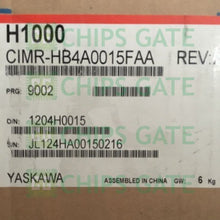 CHIPS GATE
H1000
CIMR-HB4A0015FAA REV:
PRG: 9002
O/N: 1204H0015
S/N: JL124HA00150216
YASKAWA ASSEMBLED IN CHINA GW: 6 Kg